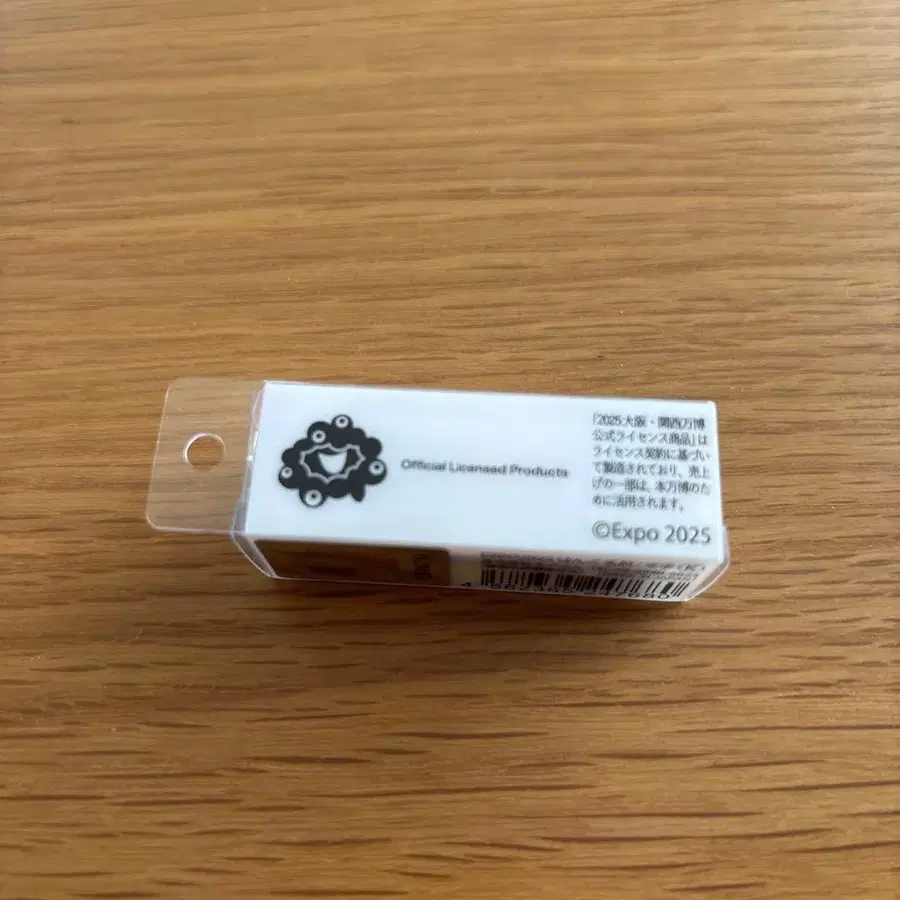 Official Licensed Products
「2025大阪・関西万博
公式ライセンス商品」は
ライセンス契約に基づい
て製造されており、売上
げの一部は、本万博のた
めに活用されます。
©Expo 2025